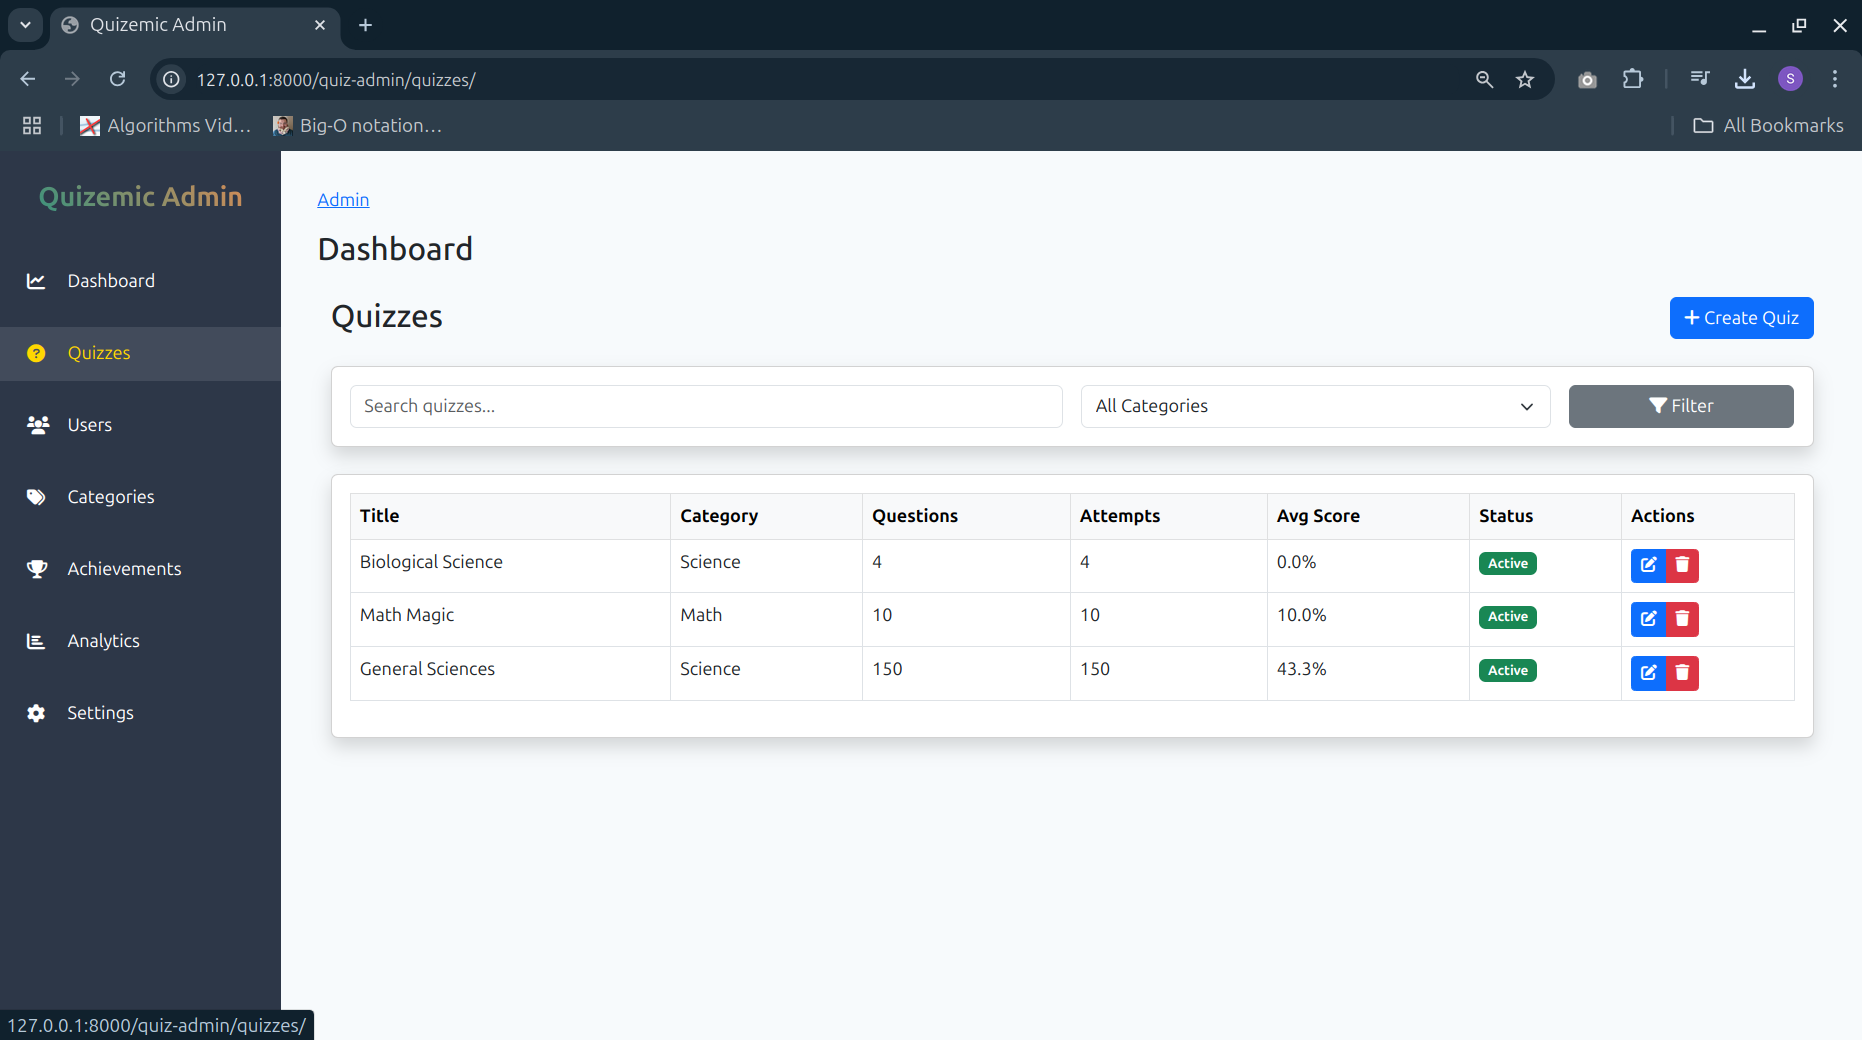 Quizemic Admin
127.0.0.1:8000/quiz-admin/quizzes/
S
Algorithms Vid...
Big-O notation...
All Bookmarks
Quizemic Admin
Dashboard
Quizzes
Users
Categories
Achievements
Analytics
Settings
Admin
Dashboard
Quizzes
+ Create Quiz
Search quizzes...
All Categories
Filter
Title Category Questions Attempts Avg Score Status Actions
Biological Science Science 4 4 0.0% Active
Math Magic Math 10 10 10.0% Active
General Sciences Science 150 150 43.3% Active
127.0.0.1:8000/quiz-admin/quizzes/